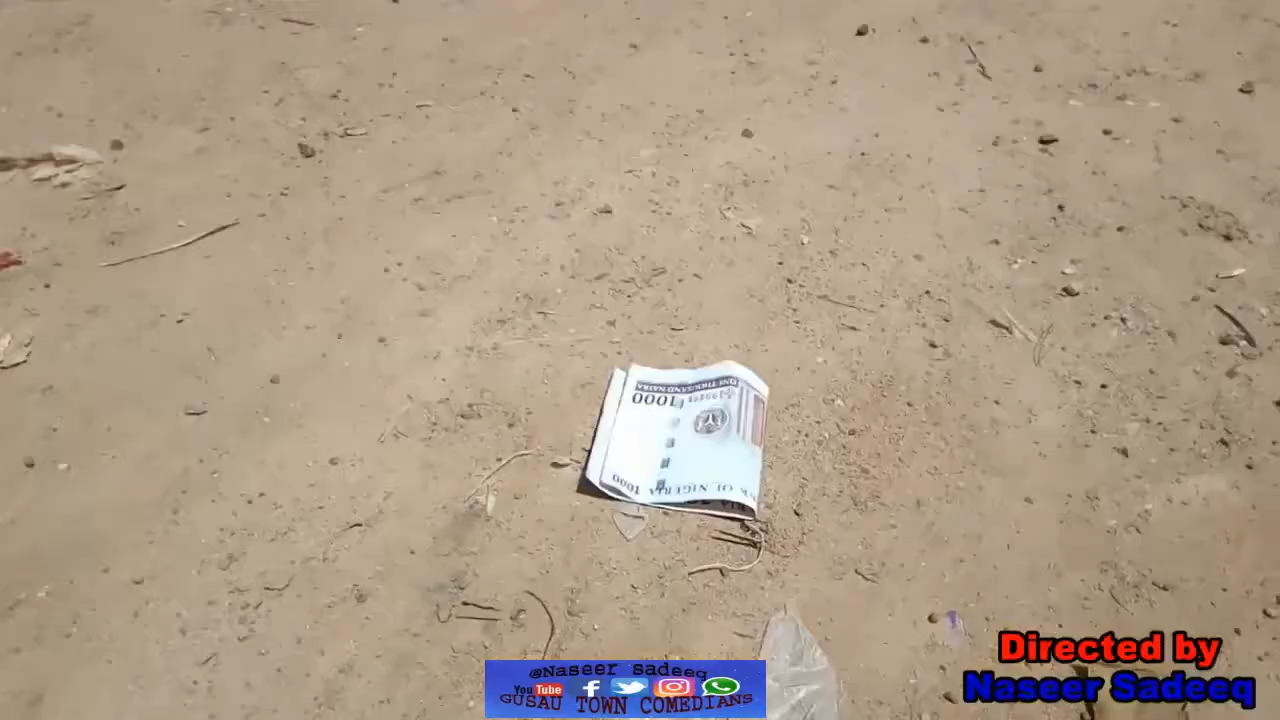 ONE THOUSAND NAIRA
1000
1000
@Naseer sadeeq
YouTube
GUSAU TOWN COMEDIANS
Directed by
Naseer Sadeeq